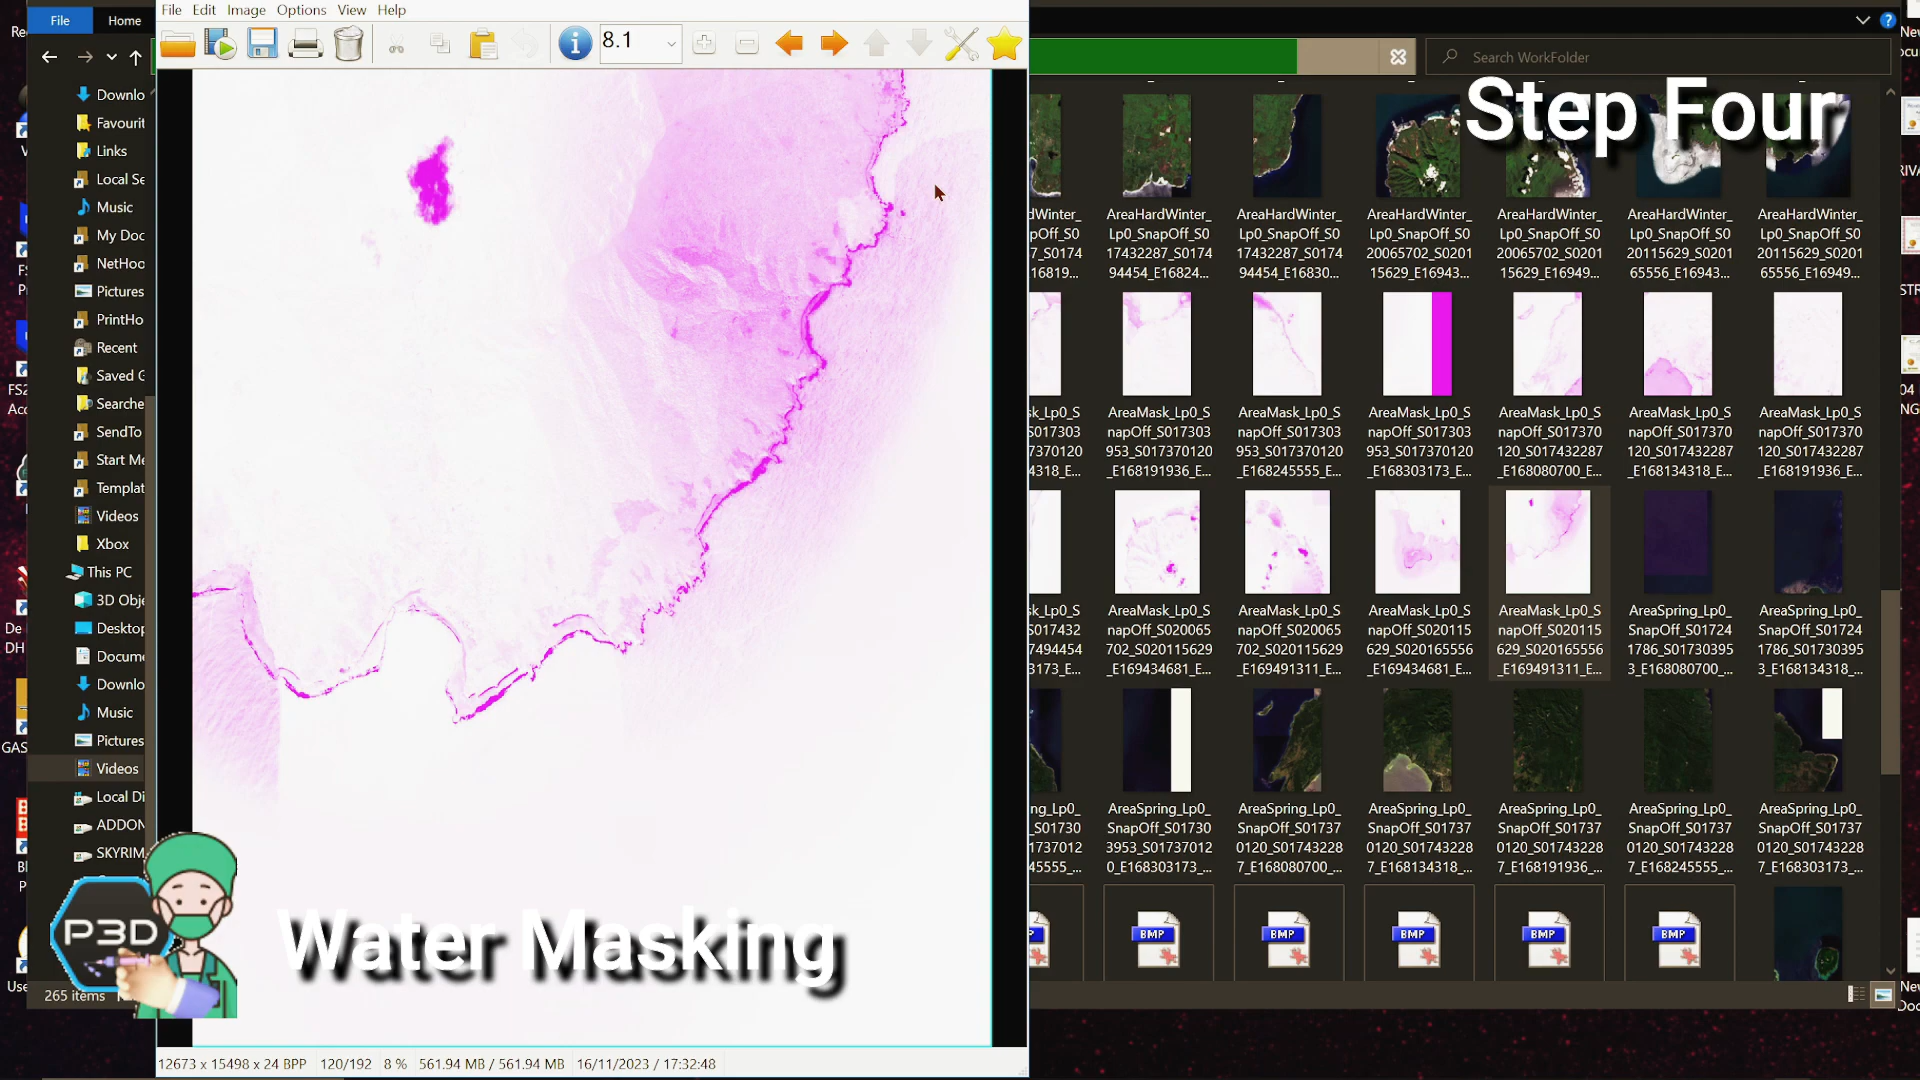 File Edit Image Options View Help
8.1
File
Home
Search WorkFolder
Step Four
Downlo
Favourit
Links
Local Se
Music
My Doc
NetHoo
Pictures
PrintHo
Recent
Saved G
Searche
SendTo
Start Me
Templat
Videos
Xbox
This PC
3D Obje
Desktop
Docume
Downlo
Music
Pictures
Videos
Local Di
ADDON
SKYRIM
265 items
AreaHardWinter_
Lp0_SnapOff_S0
17432287_S0174
94454_E16824...
AreaHardWinter_
Lp0_SnapOff_S0
17432287_S0174
94454_E16830...
AreaHardWinter_
Lp0_SnapOff_S0
20065702_S0201
15629_E16943...
AreaHardWinter_
Lp0_SnapOff_S0
20065702_S0201
15629_E16949...
AreaHardWinter_
Lp0_SnapOff_S0
20115629_S0201
65556_E16943...
AreaHardWinter_
Lp0_SnapOff_S0
20115629_S0201
65556_E16949...
AreaMask_Lp0_S
napOff_S017303
953_S017370120
_E168191936_E...
AreaMask_Lp0_S
napOff_S017303
953_S017370120
_E168245555_E...
AreaMask_Lp0_S
napOff_S017303
953_S017370120
_E168303173_E...
AreaMask_Lp0_S
napOff_S017370
120_S017432287
_E168080700_E...
AreaMask_Lp0_S
napOff_S017370
120_S017432287
_E168134318_E...
AreaMask_Lp0_S
napOff_S017370
120_S017432287
_E168191936_E...
AreaMask_Lp0_S
napOff_S020065
702_S020115629
_E169434681_E...
AreaMask_Lp0_S
napOff_S020065
702_S020115629
_E169491311_E...
AreaMask_Lp0_S
napOff_S020115
629_S020165556
_E169434681_E...
AreaMask_Lp0_S
napOff_S020115
629_S020165556
_E169491311_E...
AreaSpring_Lp0_
SnapOff_S01724
1786_S01730395
3_E168080700_...
AreaSpring_Lp0_
SnapOff_S01724
1786_S01730395
3_E168134318_...
AreaSpring_Lp0_
SnapOff_S01730
3953_S01737012
0_E168303173_...
AreaSpring_Lp0_
SnapOff_S01737
0120_S01743228
7_E168080700_...
AreaSpring_Lp0_
SnapOff_S01737
0120_S01743228
7_E168134318_...
AreaSpring_Lp0_
SnapOff_S01737
0120_S01743228
7_E168191936_...
AreaSpring_Lp0_
SnapOff_S01737
0120_S01743228
7_E168245555_...
AreaSpring_Lp0_
SnapOff_S01737
0120_S01743228
7_E168303173_...
BMP
BMP
BMP
BMP
BMP
P3D
Water Masking
12673 x 15498 x 24 BPP 120/192 8 % 561.94 MB / 561.94 MB 16/11/2023 / 17:32:48